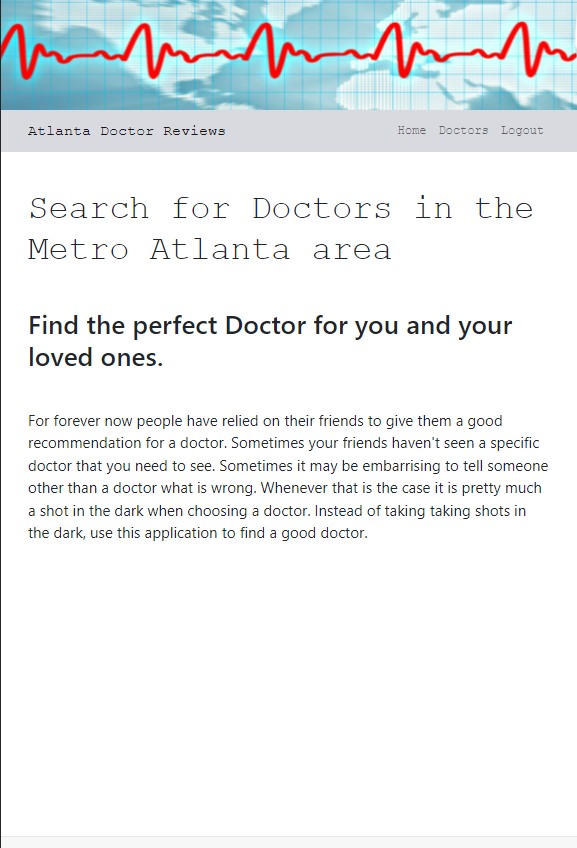 Atlanta Doctor Reviews
Home Doctors Logout
Search for Doctors in the
Metro Atlanta area
Find the perfect Doctor for you and your
loved ones.
For forever now people have relied on their friends to give them a good
recommendation for a doctor. Sometimes your friends haven't seen a specific
doctor that you need to see. Sometimes it may be embarrising to tell someone
other than a doctor what is wrong. Whenever that is the case it is pretty much
a shot in the dark when choosing a doctor. Instead of taking taking shots in
the dark, use this application to find a good doctor.